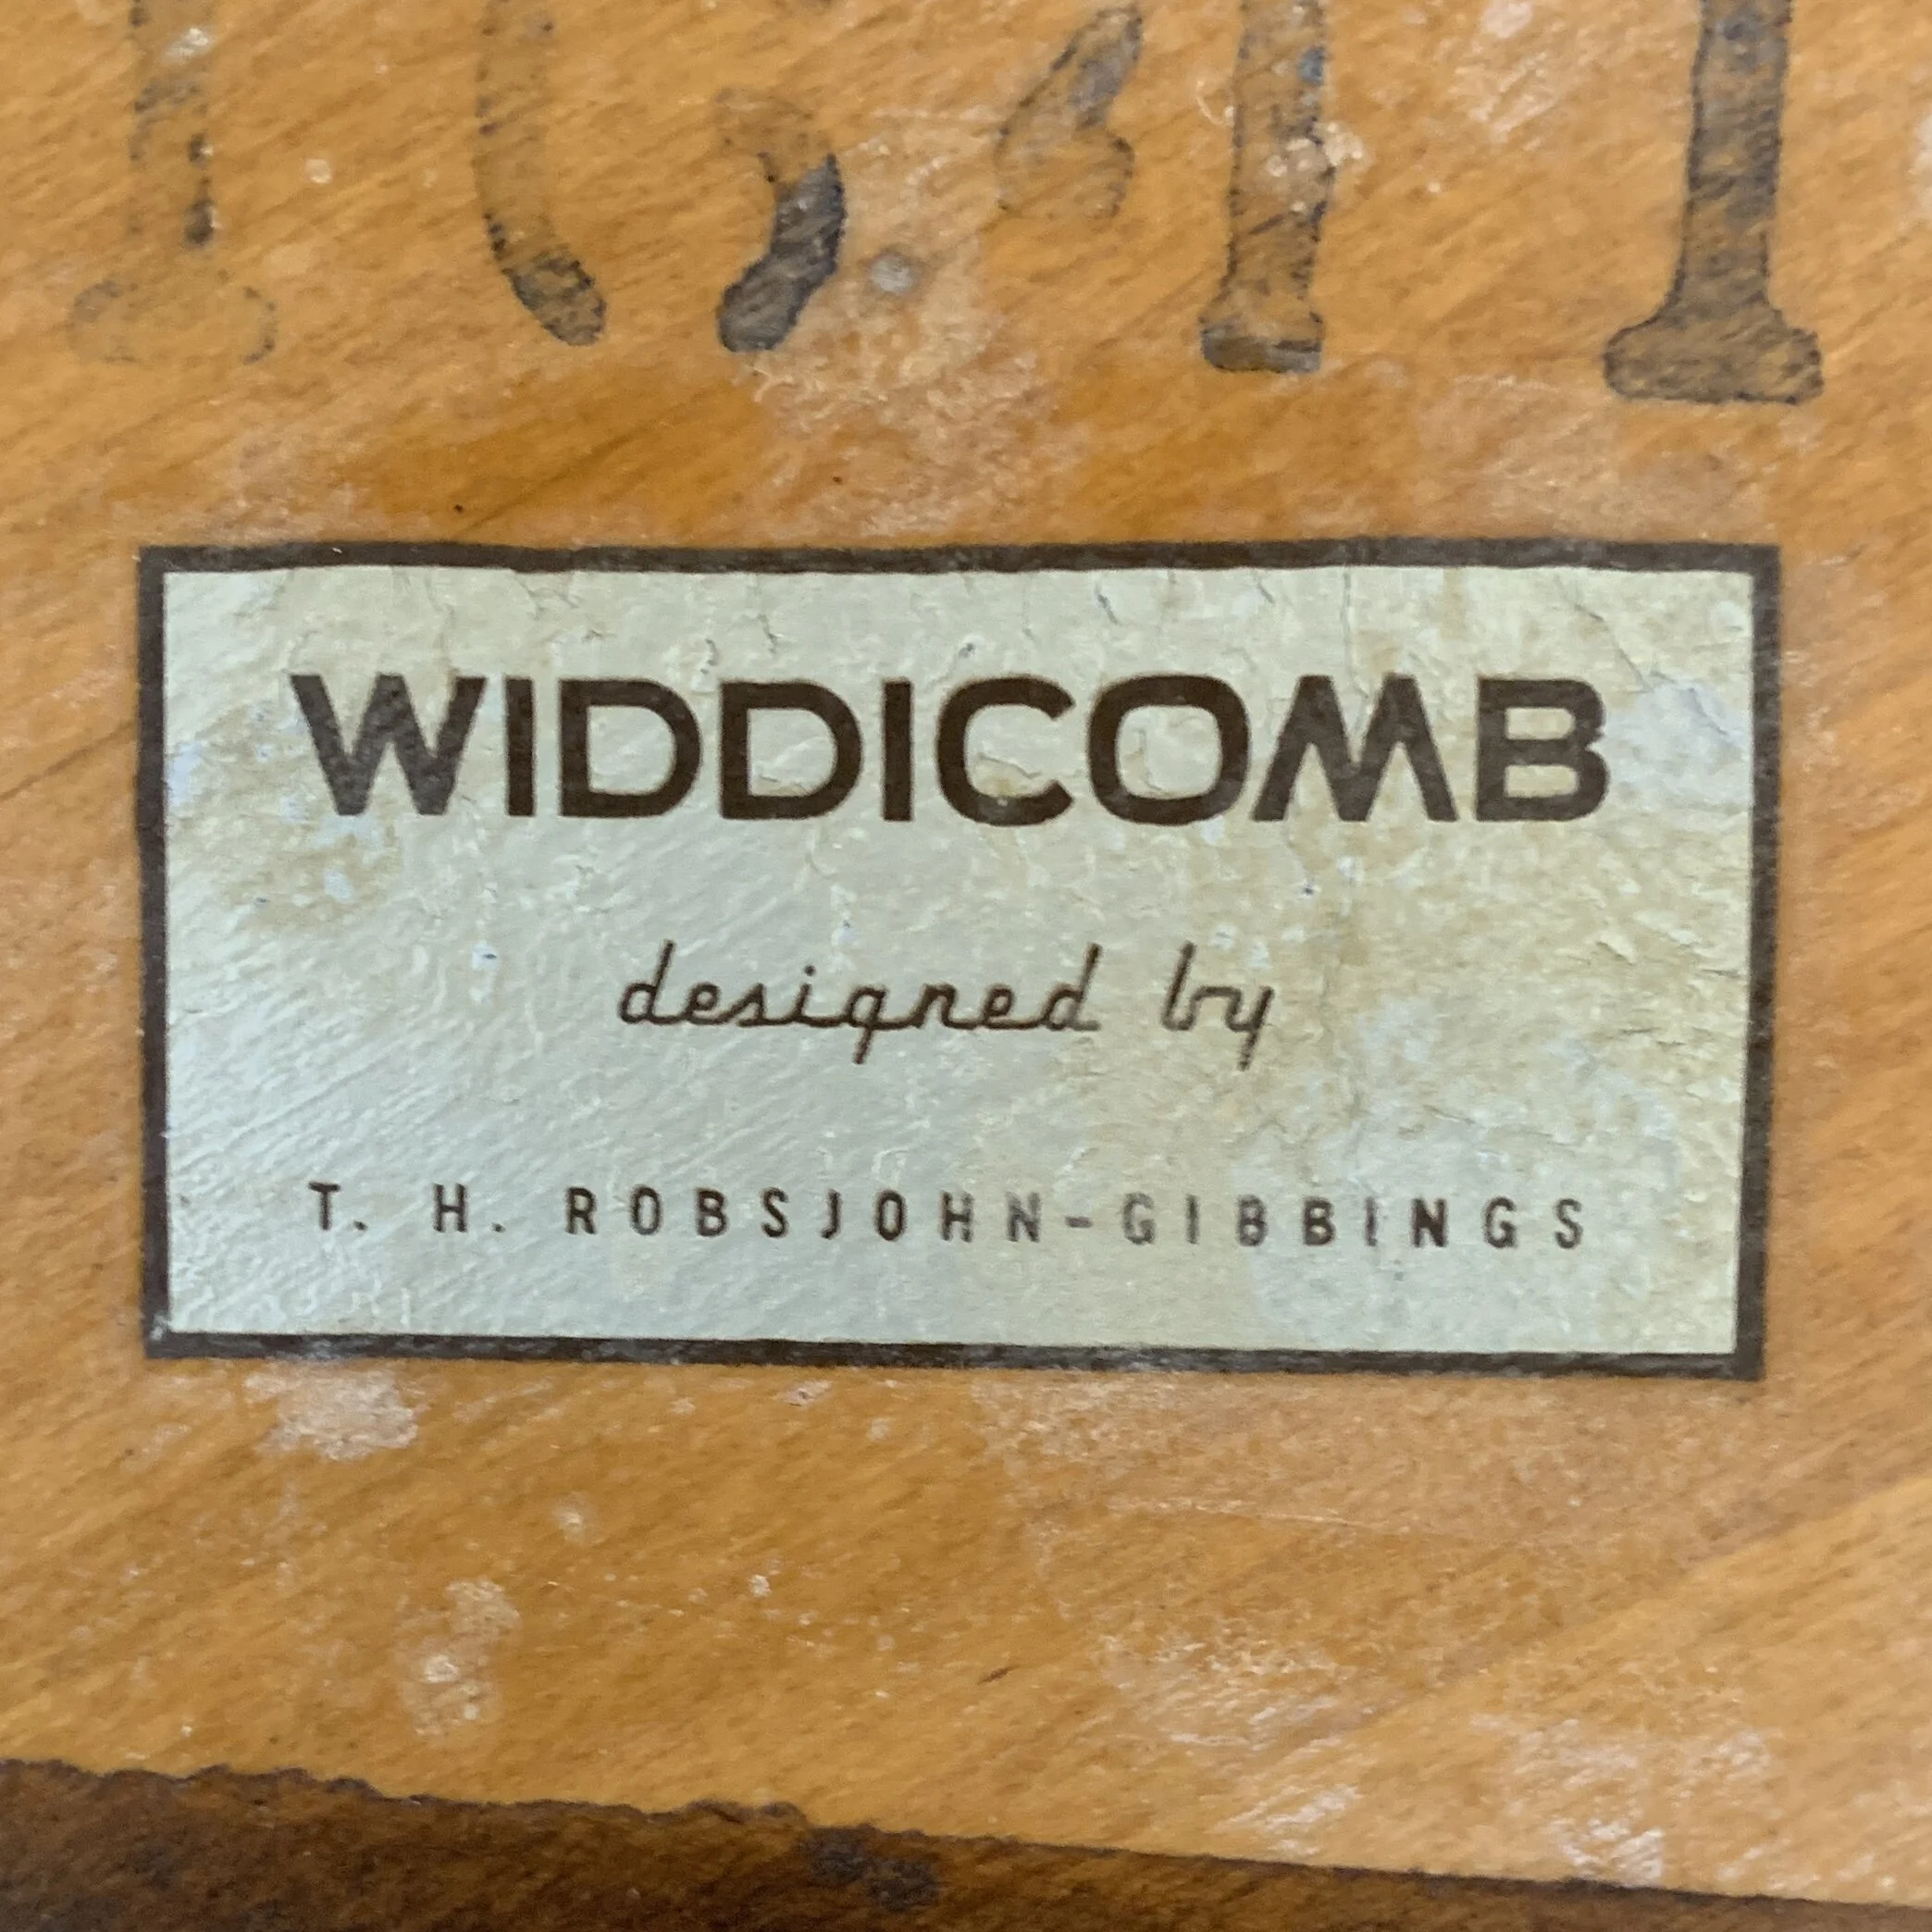 WIDDICOMB
designed by
T. H. ROBSJOHN-GIBBINGS